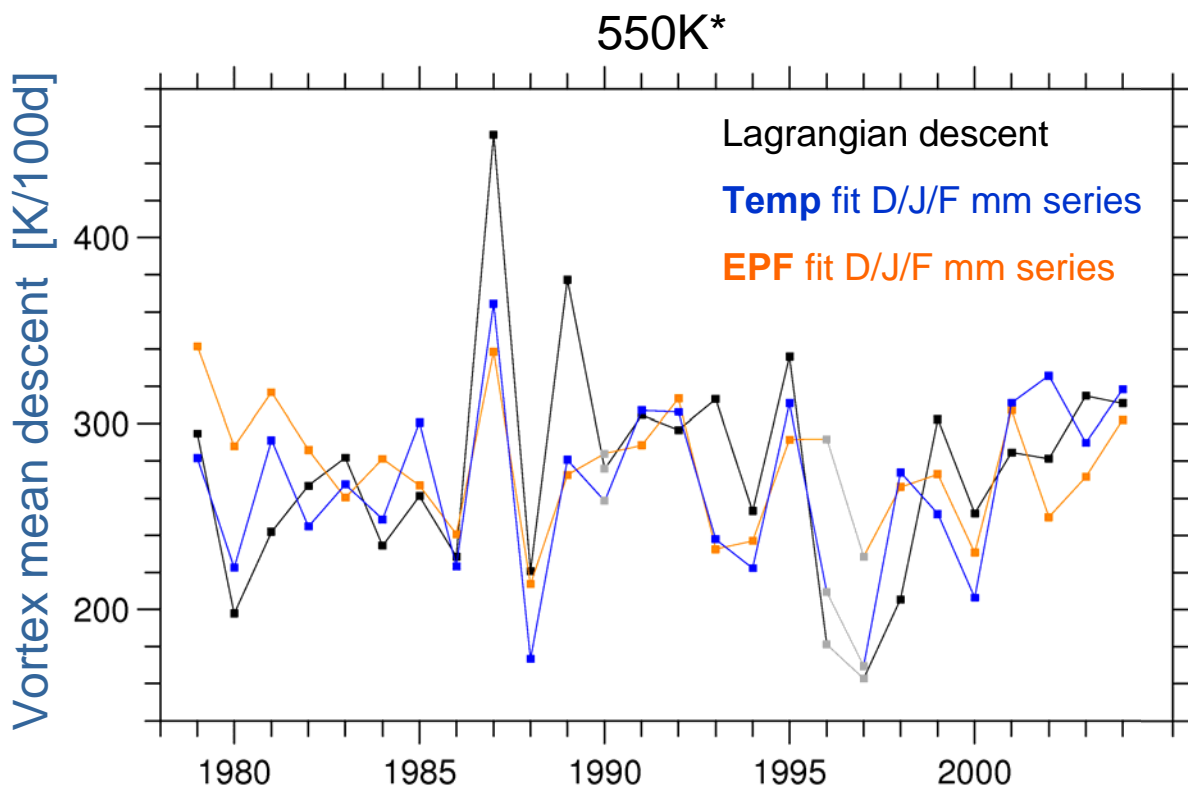 550K*
Vortex mean descent [K/100d]
Lagrangian descent
Temp fit D/J/F mm series
EPF fit D/J/F mm series
400
300
200
1980 1985 1990 1995 2000